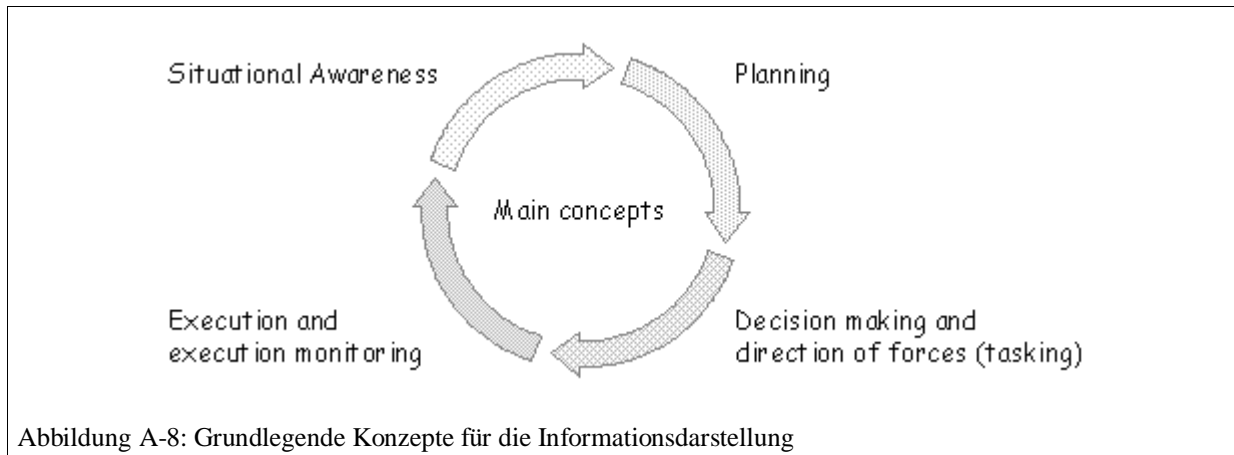 Situational Awareness
Planning
Main concepts
Execution and
execution monitoring
Decision making and
direction of forces (tasking)
Abbildung A-8: Grundlegende Konzepte für die Informationsdarstellung